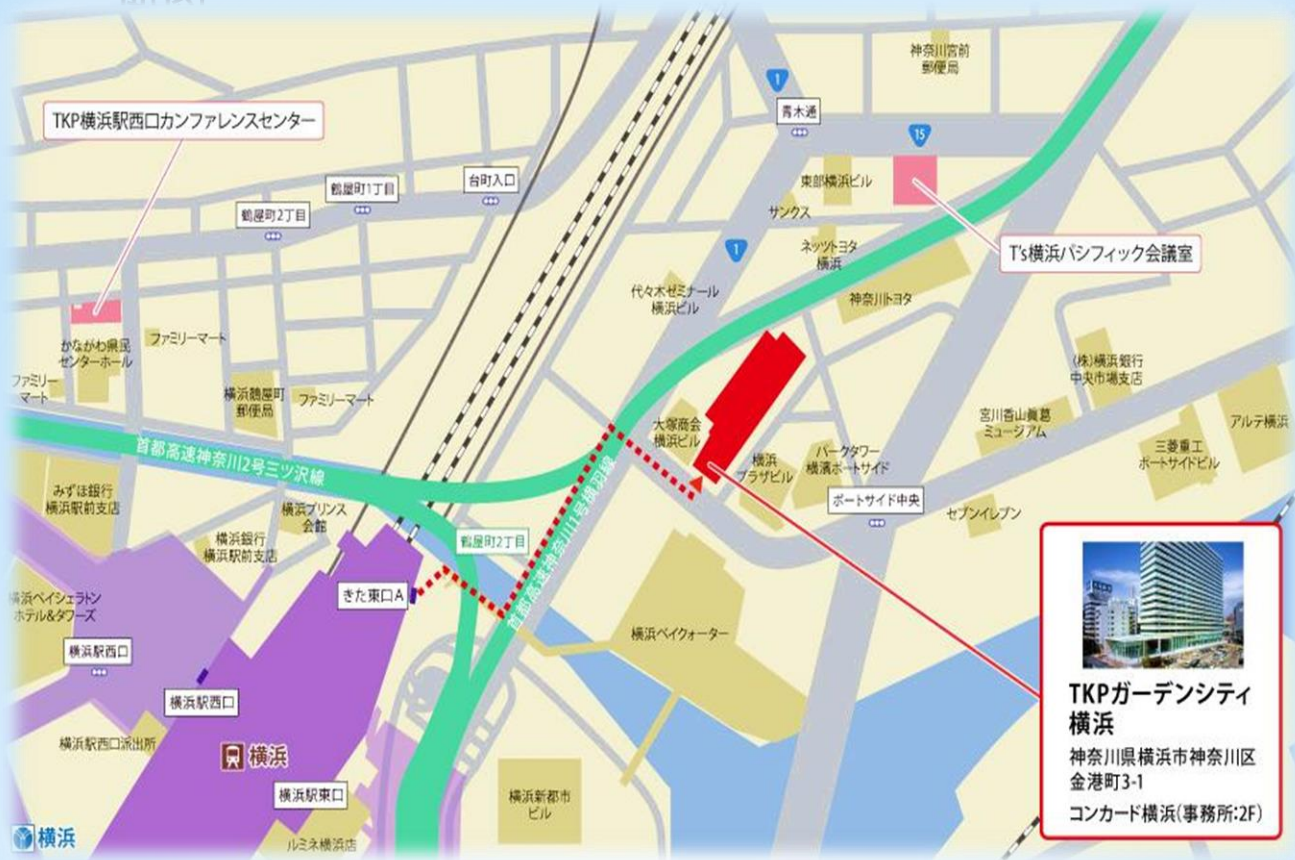 神奈川宮前
郵便局
1
TKP横浜駅西口カンファレンスセンター
青木通
15
東部横浜ビル
台町入口
鶴屋町1丁目
鶴屋町2丁目
サンクス
1
ネッツトヨタ
横浜
T's横浜パシフィック会議室
代々木ゼミナール
横浜ビル
神奈川トヨタ
かながわ県民
センターホール
ファミリーマート
ファミリー
マート
横浜鶴屋町
郵便局
ファミリーマート
(株)横浜銀行
中央市場支店
大塚商会
横浜ビル
宮川香山眞葛
ミュージアム
アルテ横浜
首都高速神奈川2号三ツ沢線
横浜
プラザビル
パークタワー
横濱ポートサイド
三菱重工
ポートサイドビル
首都高速神奈川1号横羽線
みずほ銀行
横浜駅前支店
横浜プリンス
会館
ポートサイド中央
セブンイレブン
横浜銀行
横浜駅前支店
鶴屋町2丁目
きた東口A
横浜ベイシェラトン
ホテル&タワーズ
横浜ベイクォーター
横浜駅西口
横浜駅西口
横浜駅西口派出所
横浜
横浜駅東口
横浜新都市
ビル
ルミネ横浜店
横浜
TKPガーデンシティ
横浜
神奈川県横浜市神奈川区
金港町3-1
コンカード横浜(事務所:2F)